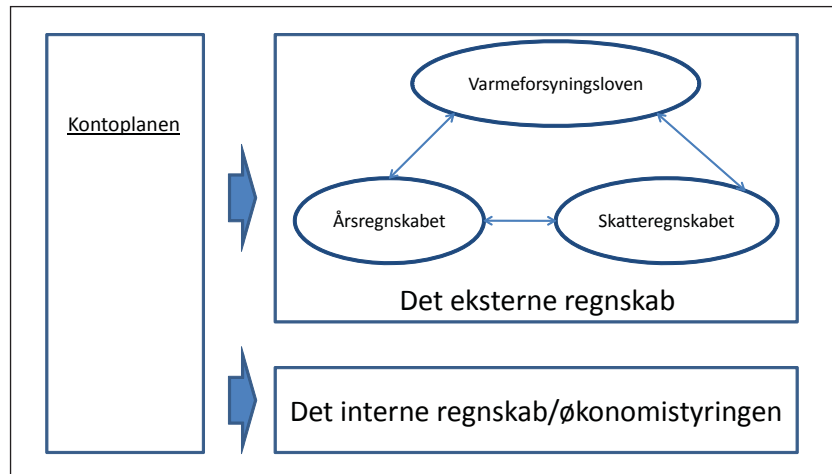 Kontoplanen
Varmeforsyningsloven
Årsregnskabet
Skatteregnskabet
Det eksterne regnskab
Det interne regnskab/økonomistyringen